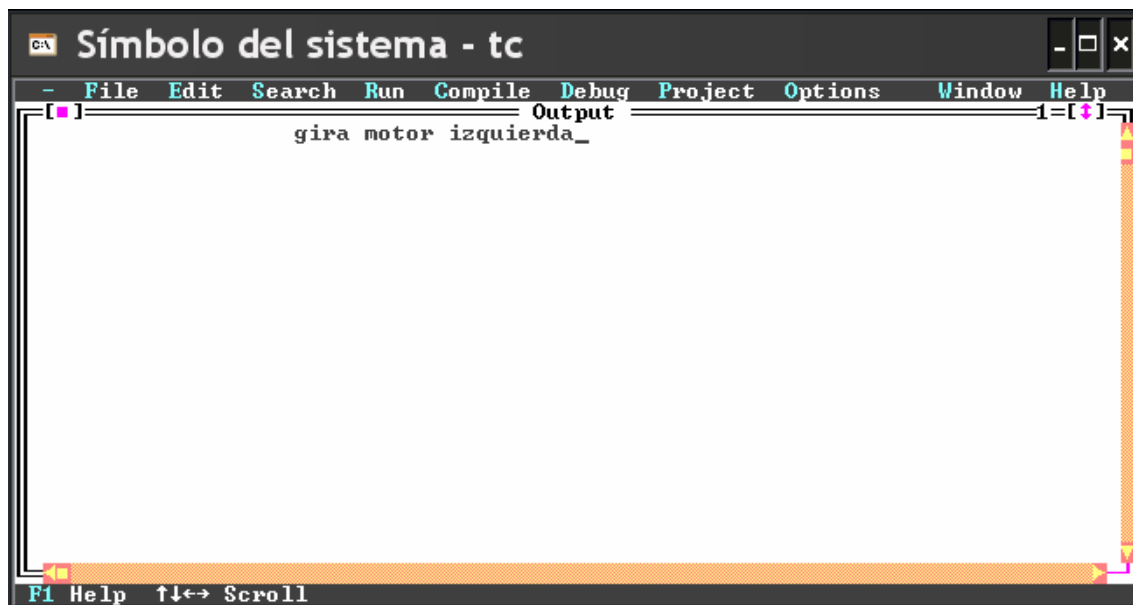 C:\ Símbolo del sistema - tc
- File Edit Search Run Compile Debug Project Options Window Help
[■] Output 1=[↕]
gira motor izquierda_
F1 Help ↑↓←→ Scroll